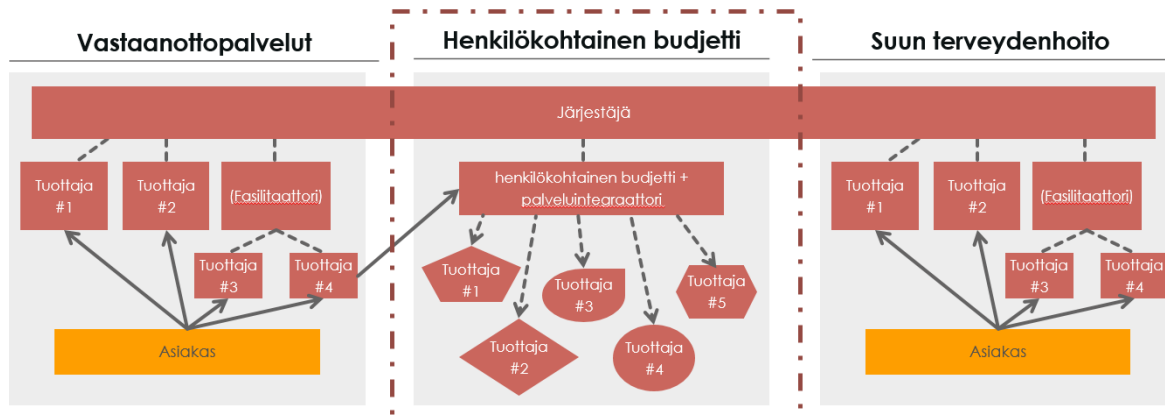 Vastaanottopalvelut
Henkilökohtainen budjetti
Suun terveydenhoito
Järjestäjä
Tuottaja
#1
Tuottaja
#2
(Fasilitaattori)
Tuottaja
#3
Tuottaja
#4
Asiakas
henkilökohtainen budjetti +
palveluintegraattori
Tuottaja
#1
Tuottaja
#2
Tuottaja
#3
Tuottaja
#4
Tuottaja
#5
Tuottaja
#1
Tuottaja
#2
(Fasilitaattori)
Tuottaja
#3
Tuottaja
#4
Asiakas